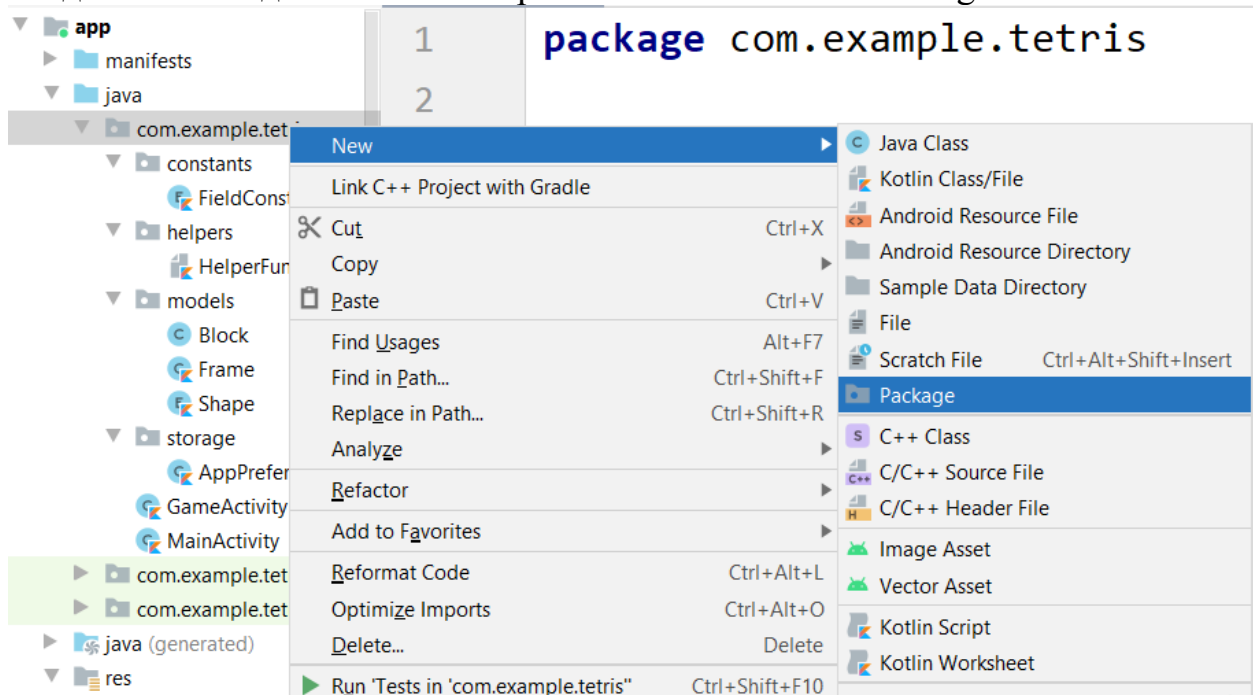 app
manifests
java
com.example.tet
constants
FieldConst
helpers
HelperFun
models
Block
Frame
Shape
storage
AppPrefer
GameActivity
MainActivity
com.example.tet
com.example.tet
java (generated)
res
1 package com.example.tetris
2
New
Link C++ Project with Gradle
Cut Ctrl+X
Copy
Paste Ctrl+V
Find Usages Alt+F7
Find in Path... Ctrl+Shift+F
Replace in Path... Ctrl+Shift+R
Analyze
Refactor
Add to Favorites
Reformat Code Ctrl+Alt+L
Optimize Imports Ctrl+Alt+O
Delete... Delete
Run 'Tests in 'com.example.tetris'' Ctrl+Shift+F10
Java Class
Kotlin Class/File
Android Resource File
Android Resource Directory
Sample Data Directory
File
Scratch File Ctrl+Alt+Shift+Insert
Package
C++ Class
C/C++ Source File
C/C++ Header File
Image Asset
Vector Asset
Kotlin Script
Kotlin Worksheet